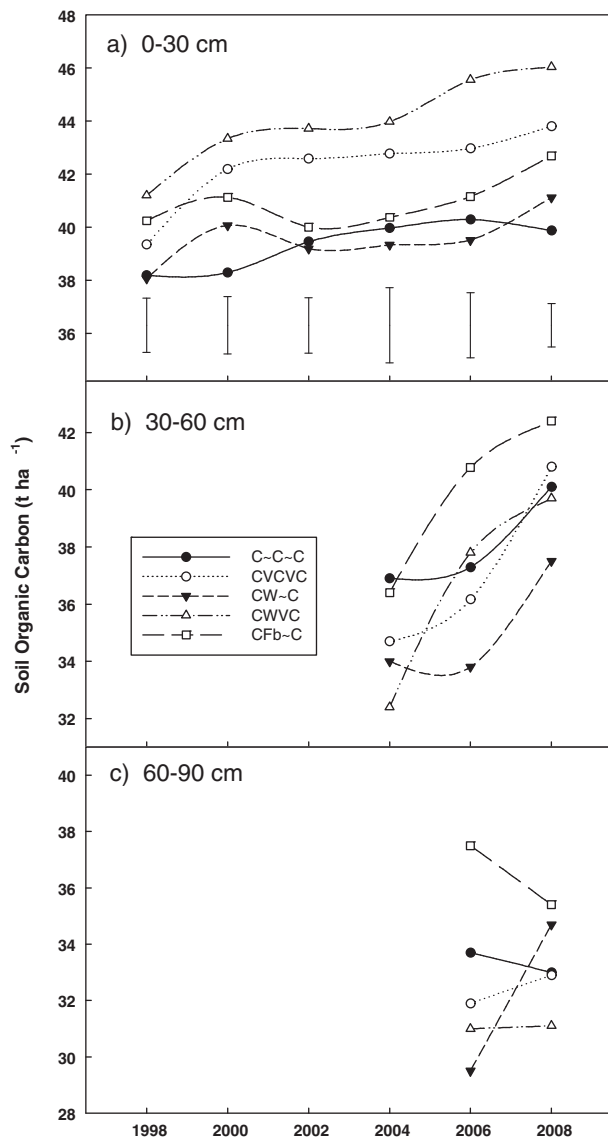 48
a) 0-30 cm
46
44
42
40
38
36
b) 30-60 cm
42
40
38
36
34
32
C~C~C
CVCVC
CW~C
CWVC
CFb~C
Soil Organic Carbon (t ha -1)
c) 60-90 cm
40
38
36
34
32
30
28
1998 2000 2002 2004 2006 2008